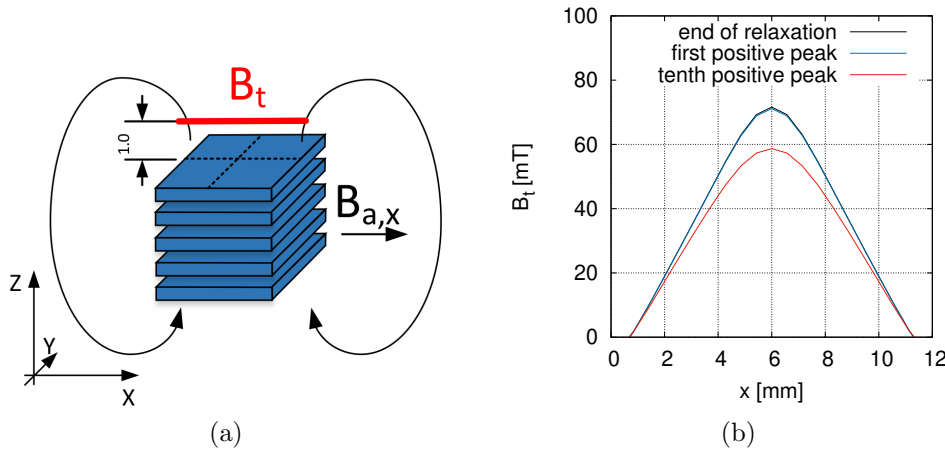 B_t
1.0
B_a,x
Z
Y
X
(a)
100
80
60
40
20
0
B_t [mT]
end of relaxation
first positive peak
tenth positive peak
0 2 4 6 8 10 12
x [mm]
(b)